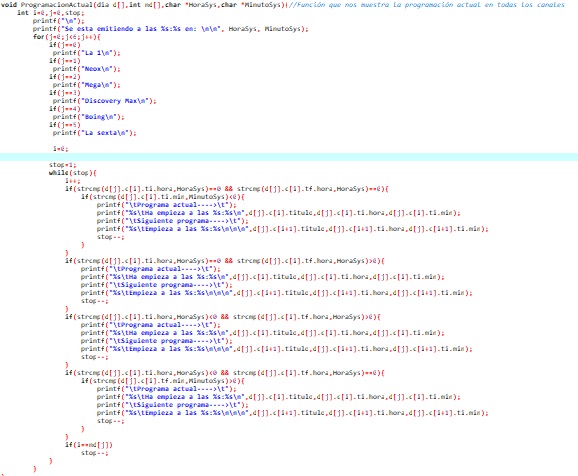 void ProgramacionActual(dia d[],int nd[],char *HoraSys,char *MinutoSys){//Función que nos muestra la programación actual en todas los canales
int i=0,j=0,stop;
printf("\n");
printf("Se esta emitiendo a las %s:%s en: \n\n", HoraSys, MinutoSys);
for(j=0;j<6;j++){
if(j==0)
printf("La 1\n");
if(j==1)
printf("Neox\n");
if(j==2)
printf("Mega\n");
if(j==3)
printf("Discovery Max\n");
if(j==4)
printf("Boing\n");
if(j==5)
printf("La sexta\n");
i=0;
stop=1;
while(stop){
i++;
if(strcmp(d[j].c[i].ti.hora,HoraSys)==0 && strcmp(d[j].c[i].tf.hora,HoraSys)==0){
if(strcmp(d[j].c[i].ti.min,MinutoSys)<0){
printf("\tPrograma actual---->\t");
printf("%s\tHa empieza a las %s:%s\n",d[j].c[i].titulo,d[j].c[i].ti.hora,d[j].c[i].ti.min);
printf("\tSiguiente programa---->\t");
printf("%s\tEmpieza a las %s:%s\n\n\n",d[j].c[i+1].titulo,d[j].c[i+1].ti.hora,d[j].c[i+1].ti.min);
stop--;
}
}
if(strcmp(d[j].c[i].ti.hora,HoraSys)==0 && strcmp(d[j].c[i].tf.hora,HoraSys)>0){
printf("\tPrograma actual---->\t");
printf("%s\tHa empieza a las %s:%s\n",d[j].c[i].titulo,d[j].c[i].ti.hora,d[j].c[i].ti.min);
printf("\tSiguiente programa---->\t");
printf("%s\tEmpieza a las %s:%s\n\n\n",d[j].c[i+1].titulo,d[j].c[i+1].ti.hora,d[j].c[i+1].ti.min);
stop--;
}
if(strcmp(d[j].c[i].ti.hora,HoraSys)<0 && strcmp(d[j].c[i].tf.hora,HoraSys)>0){
printf("\tPrograma actual---->\t");
printf("%s\tHa empieza a las %s:%s\n",d[j].c[i].titulo,d[j].c[i].ti.hora,d[j].c[i].ti.min);
printf("\tSiguiente programa---->\t");
printf("%s\tEmpieza a las %s:%s\n\n\n",d[j].c[i+1].titulo,d[j].c[i+1].ti.hora,d[j].c[i+1].ti.min);
stop--;
}
if(strcmp(d[j].c[i].ti.hora,HoraSys)<0 && strcmp(d[j].c[i].tf.hora,HoraSys)==0){
if(strcmp(d[j].c[i].tf.min,MinutoSys)>0){
printf("\tPrograma actual---->\t");
printf("%s\tHa empieza a las %s:%s\n",d[j].c[i].titulo,d[j].c[i].ti.hora,d[j].c[i].ti.min);
printf("\tSiguiente programa---->\t");
printf("%s\tEmpieza a las %s:%s\n\n\n",d[j].c[i+1].titulo,d[j].c[i+1].ti.hora,d[j].c[i+1].ti.min);
stop--;
}
}
if(i==nd[j])
stop--;
}
}
}